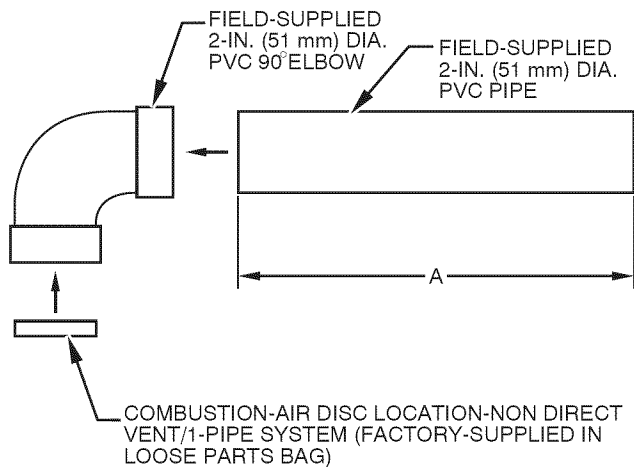 FIELD-SUPPLIED
2-IN. (51 mm) DIA.
PVC 90° ELBOW
FIELD-SUPPLIED
2-IN. (51 mm) DIA.
PVC PIPE
A
COMBUSTION-AIR DISC LOCATION-NON DIRECT
VENT/1-PIPE SYSTEM (FACTORY-SUPPLIED IN
LOOSE PARTS BAG)